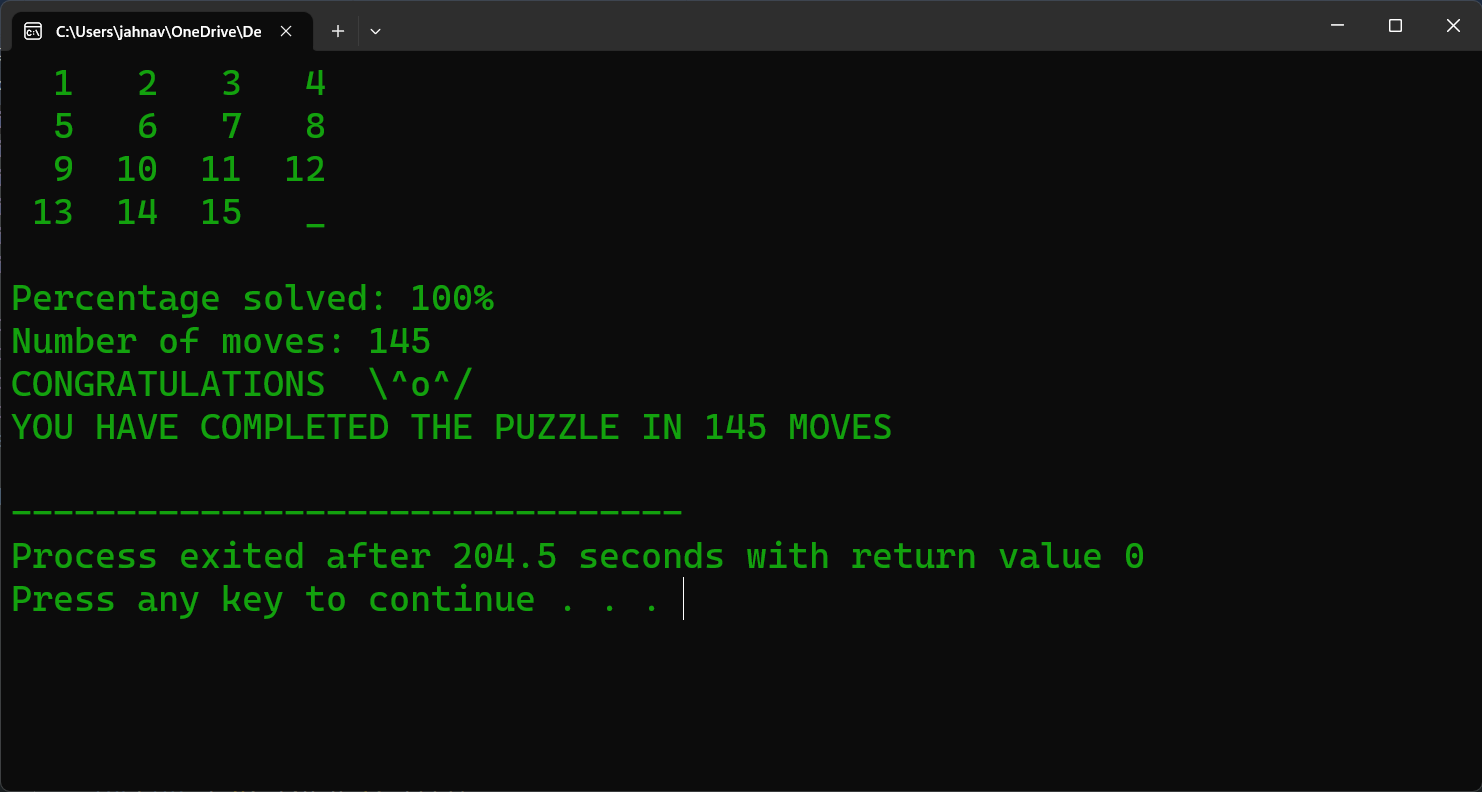 C:\Users\jahnav\OneDrive\De
1 2 3 4
5 6 7 8
9 10 11 12
13 14 15 _
Percentage solved: 100%
Number of moves: 145
CONGRATULATIONS  \^o^/
YOU HAVE COMPLETED THE PUZZLE IN 145 MOVES
--------------------------------
Process exited after 204.5 seconds with return value 0
Press any key to continue . . .